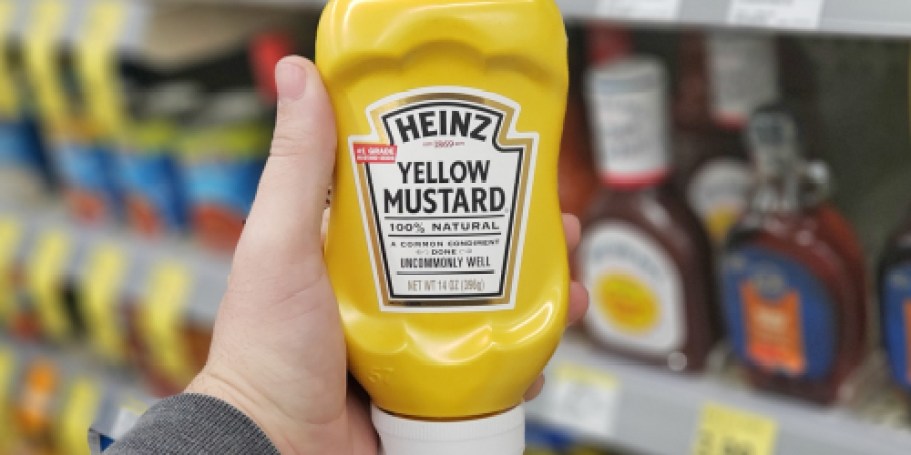 HEINZ
1869
#1 GRADE
YELLOW
MUSTARD
100% NATURAL
A COMMON CONDIMENT
DONE
UNCOMMONLY WELL
NET WT 14 OZ (396g)